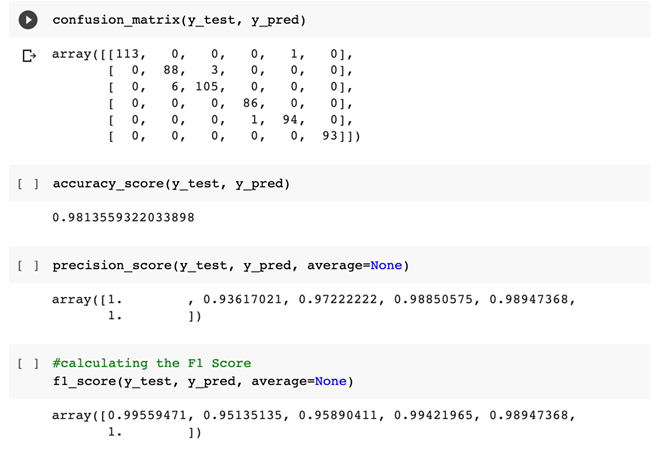 confusion_matrix(y_test, y_pred)
array([[113,   0,   0,   0,   1,   0],
       [  0,  88,   3,   0,   0,   0],
       [  0,   6, 105,   0,   0,   0],
       [  0,   0,   0,  86,   0,   0],
       [  0,   0,   0,   1,  94,   0],
       [  0,   0,   0,   0,   0,  93]])
[ ] accuracy_score(y_test, y_pred)
0.9813559322033898
[ ] precision_score(y_test, y_pred, average=None)
array([1.        , 0.93617021, 0.97222222, 0.98850575, 0.98947368,
       1.        ])
[ ] #calculating the F1 Score
f1_score(y_test, y_pred, average=None)
array([0.99559471, 0.95135135, 0.95890411, 0.99421965, 0.98947368,
       1.        ])